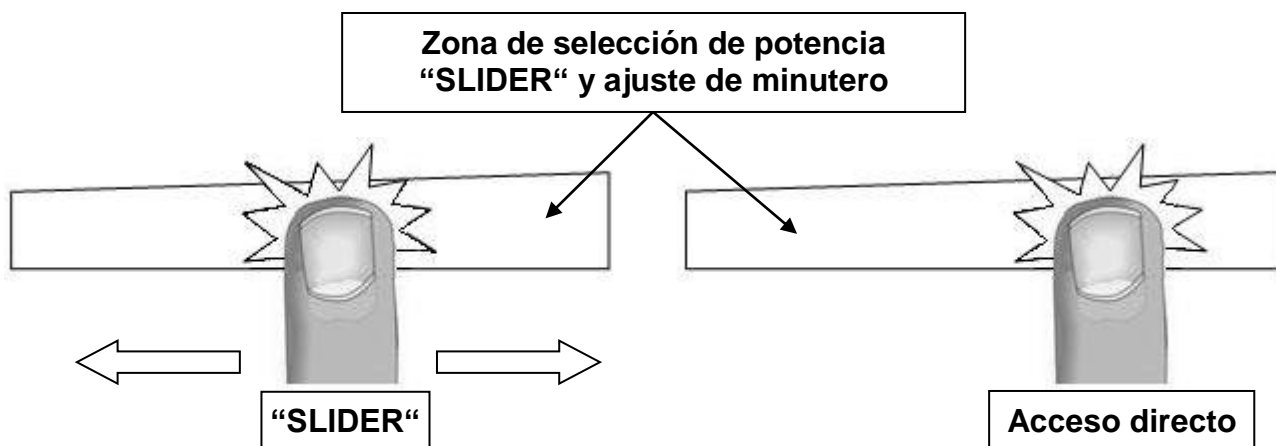 Zona de selección de potencia
“SLIDER“ y ajuste de minutero
“SLIDER“
Acceso directo